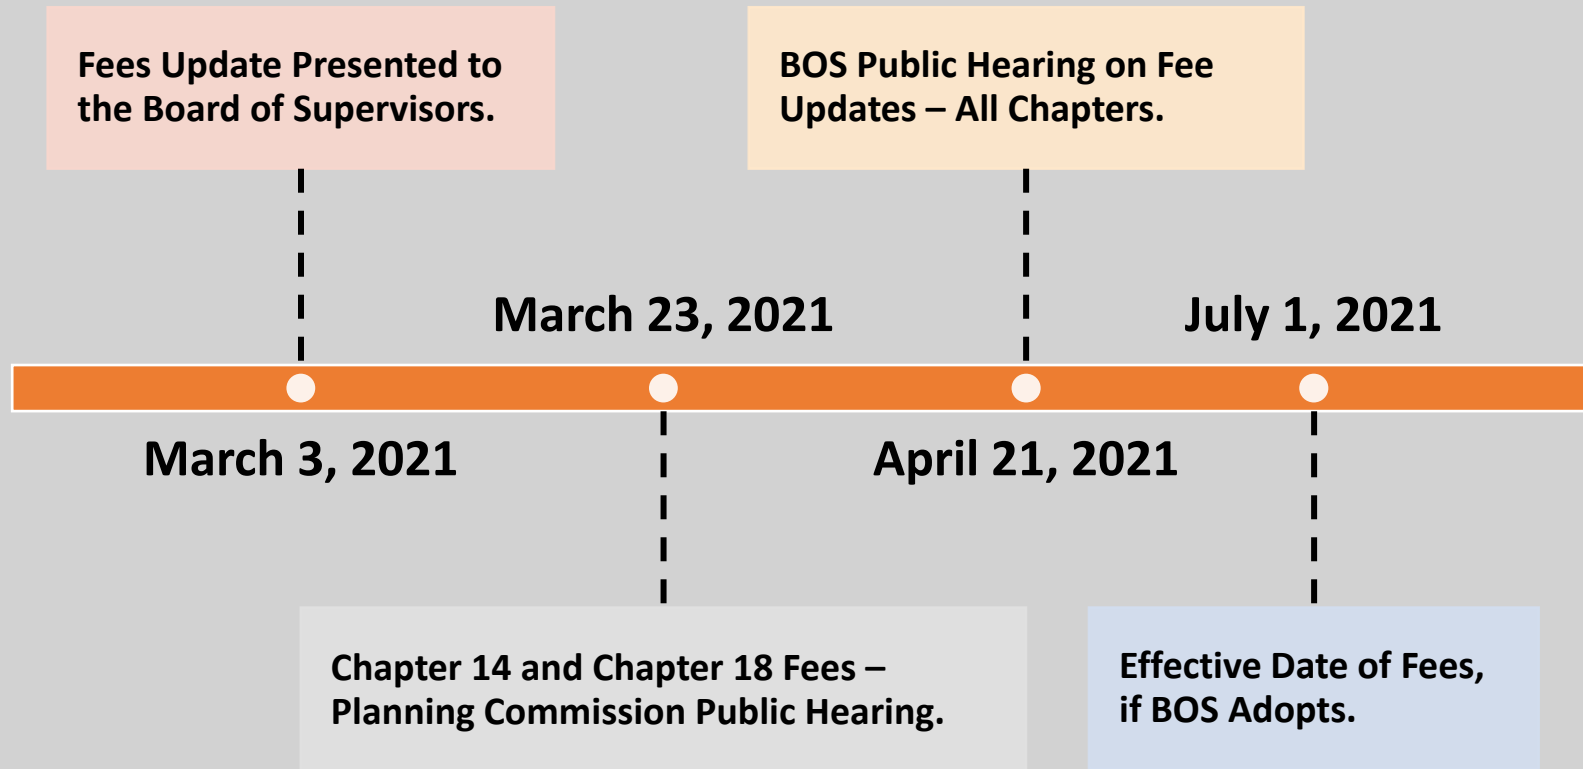 Fees Update Presented to
the Board of Supervisors.
BOS Public Hearing on Fee
Updates – All Chapters.
March 23, 2021
July 1, 2021
March 3, 2021
April 21, 2021
Chapter 14 and Chapter 18 Fees –
Planning Commission Public Hearing.
Effective Date of Fees,
if BOS Adopts.